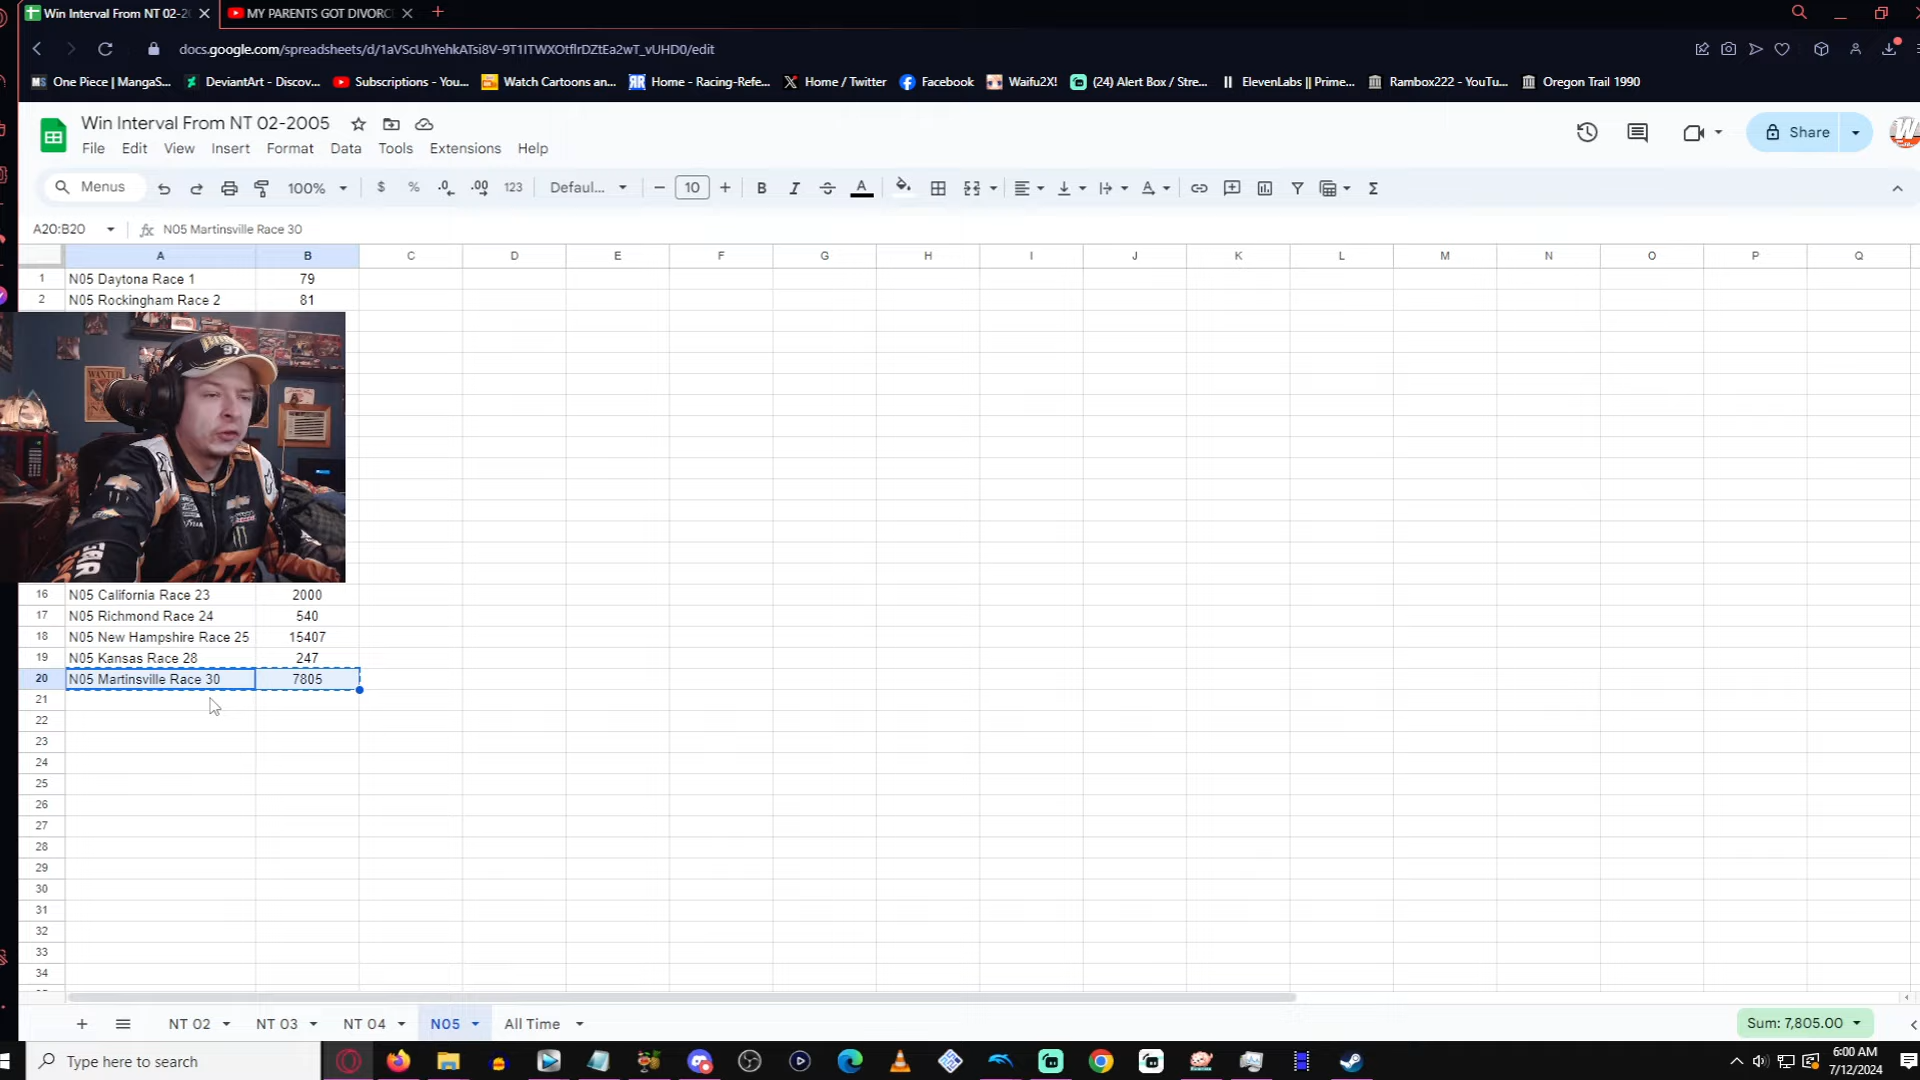 Win Interval From NT 02-2
MY PARENTS GOT DIVORC
docs.google.com/spreadsheets/d/1aVScUhYehkATsi8V-9T1ITWXOtflrDZtEa2wT_vUHD0/edit
One Piece | MangaS...
DeviantArt - Discov...
Subscriptions - You...
Watch Cartoons an...
Home - Racing-Refe...
Home / Twitter
Facebook
Waifu2X!
(24) Alert Box / Stre...
ElevenLabs || Prime...
Rambox222 - YouTu...
Oregon Trail 1990
Win Interval From NT 02-2005
File Edit View Insert Format Data Tools Extensions Help
Share
Menus 100% $ % .0 .00 123 Defaul... 10 B I A
A20:B20 fx N05 Martinsville Race 30
A B C D E F G H I J K L M N O P Q
1 N05 Daytona Race 1 79
2 N05 Rockingham Race 2 81
97
WANTED
16 N05 California Race 23 2000
17 N05 Richmond Race 24 540
18 N05 New Hampshire Race 25 15407
19 N05 Kansas Race 28 247
20 N05 Martinsville Race 30 7805
21
22
23
24
25
26
27
28
29
30
31
32
33
34
NT 02 NT 03 NT 04 N05 All Time
Sum: 7,805.00
Type here to search
6:00 AM
7/12/2024